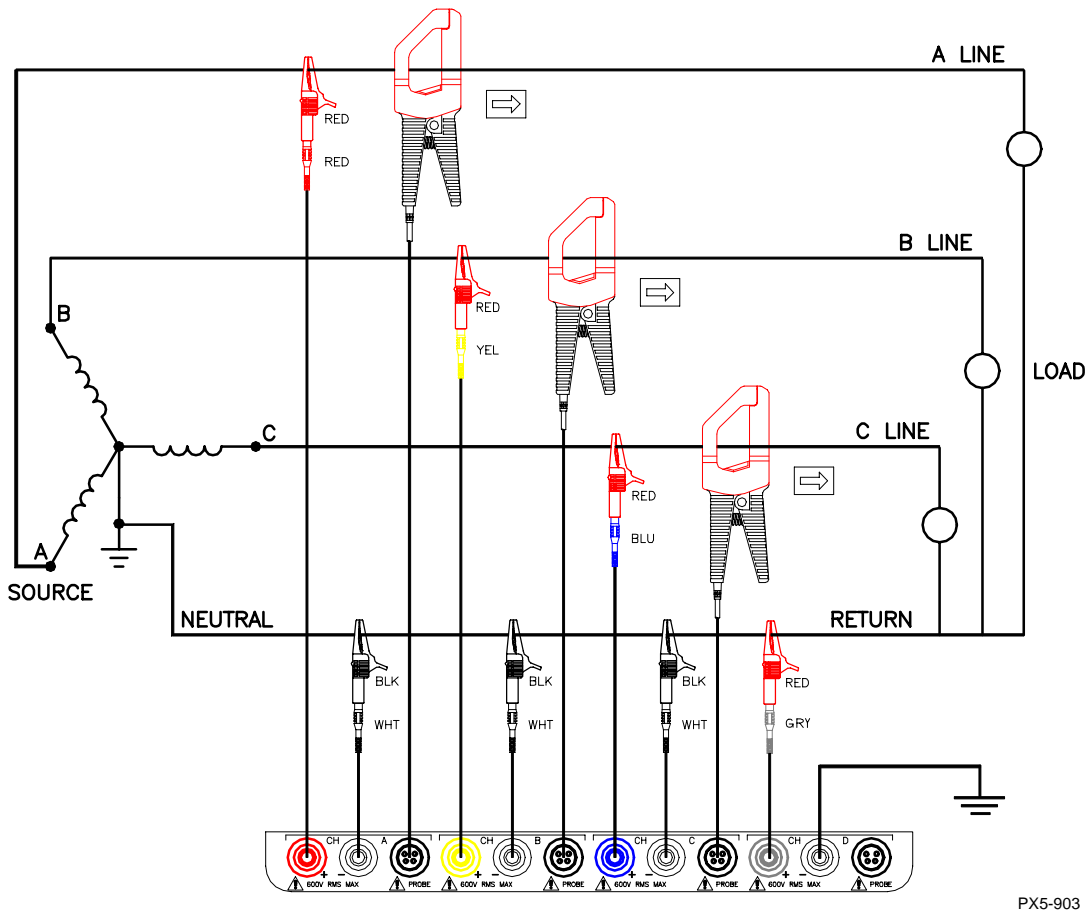 A LINE
RED
RED
B LINE
B
RED
YEL
LOAD
C
C LINE
RED
BLU
A
SOURCE
NEUTRAL
RETURN
BLK
BLK
BLK
RED
WHT
WHT
WHT
GRY
CH A CH B CH C CH D
+ − + − + − + −
600V RMS MAX PROBE 600V RMS MAX PROBE 600V RMS MAX PROBE 600V RMS MAX PROBE
PX5-903